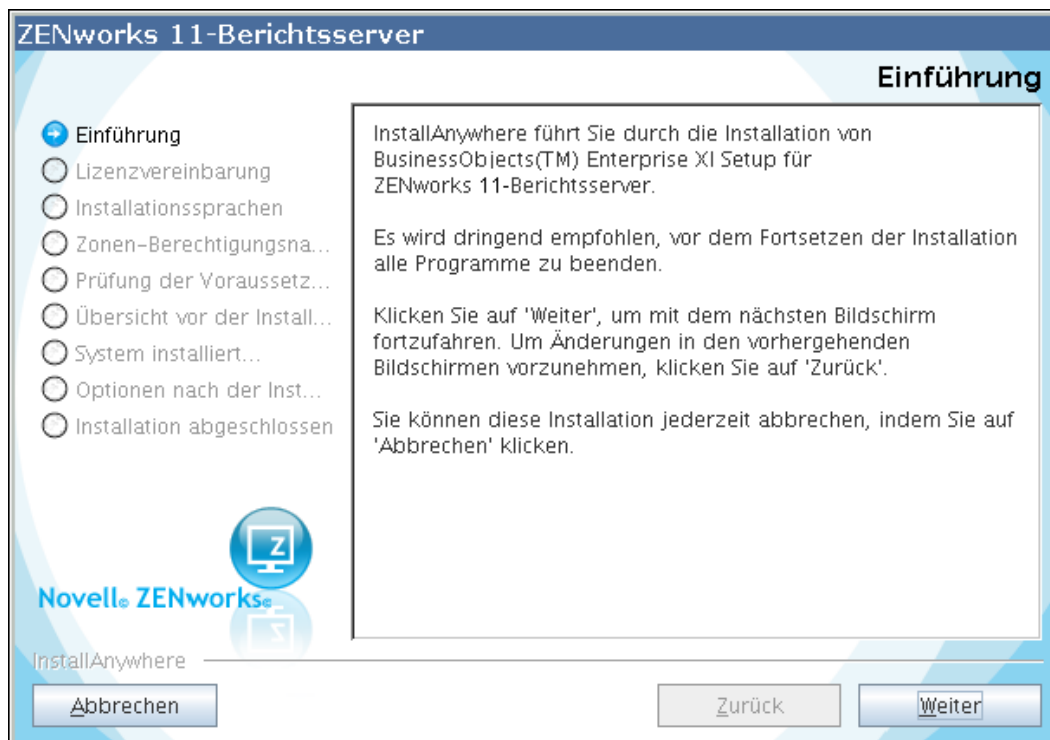 ZENworks 11-Berichtsserver
Einführung
Einführung
Lizenzvereinbarung
Installationssprachen
Zonen-Berechtigungsna...
Prüfung der Voraussetz...
Übersicht vor der Install...
System installiert...
Optionen nach der Inst...
Installation abgeschlossen
InstallAnywhere führt Sie durch die Installation von
BusinessObjects(TM) Enterprise XI Setup für
ZENworks 11-Berichtsserver.
Es wird dringend empfohlen, vor dem Fortsetzen der Installation
alle Programme zu beenden.
Klicken Sie auf 'Weiter', um mit dem nächsten Bildschirm
fortzufahren. Um Änderungen in den vorhergehenden
Bildschirmen vorzunehmen, klicken Sie auf 'Zurück'.
Sie können diese Installation jederzeit abbrechen, indem Sie auf
'Abbrechen' klicken.
Z
Novell® ZENworks®
InstallAnywhere
Abbrechen
Zurück
Weiter